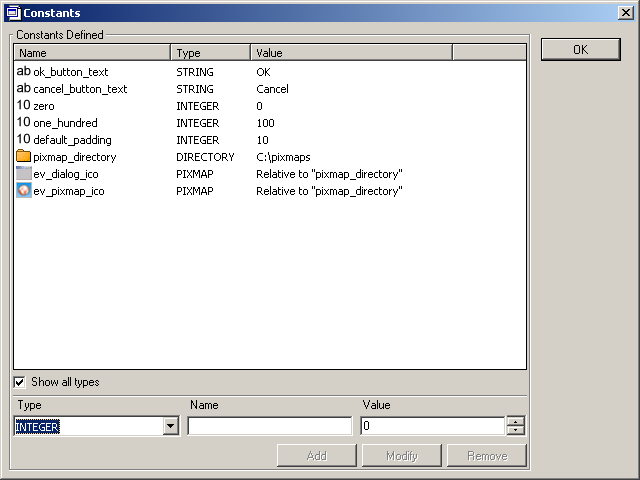 Constants
Constants Defined
OK
Name Type Value
ab ok_button_text STRING OK
ab cancel_button_text STRING Cancel
10 zero INTEGER 0
10 one_hundred INTEGER 100
10 default_padding INTEGER 10
pixmap_directory DIRECTORY C:\pixmaps
ev_dialog_ico PIXMAP Relative to "pixmap_directory"
ev_pixmap_ico PIXMAP Relative to "pixmap_directory"
Show all types
Type Name Value
INTEGER 0
Add Modify Remove